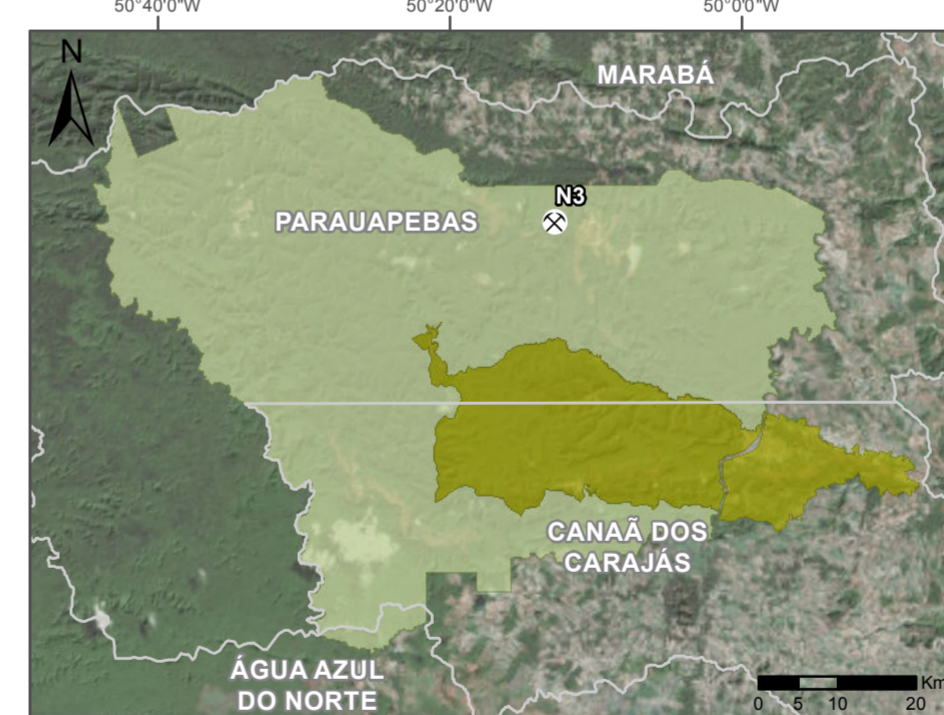 50°40'0"W 50°20'0"W 50°0'0"W
N
MARABÁ
N3
PARAUAPEBAS
CANAÃ DOS
CARAJÁS
ÁGUA AZUL
DO NORTE
Km
0 5 10 20